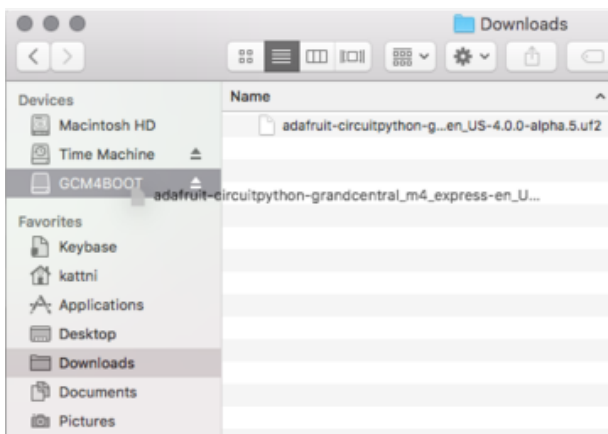 Downloads
Devices
Macintosh HD
Time Machine
GCM4BOOT
Favorites
Keybase
kattni
Applications
Desktop
Downloads
Documents
Pictures
Name
adafruit-circuitpython-g...en_US-4.0.0-alpha.5.uf2
adafruit-circuitpython-grandcentral_m4_express-en_U...